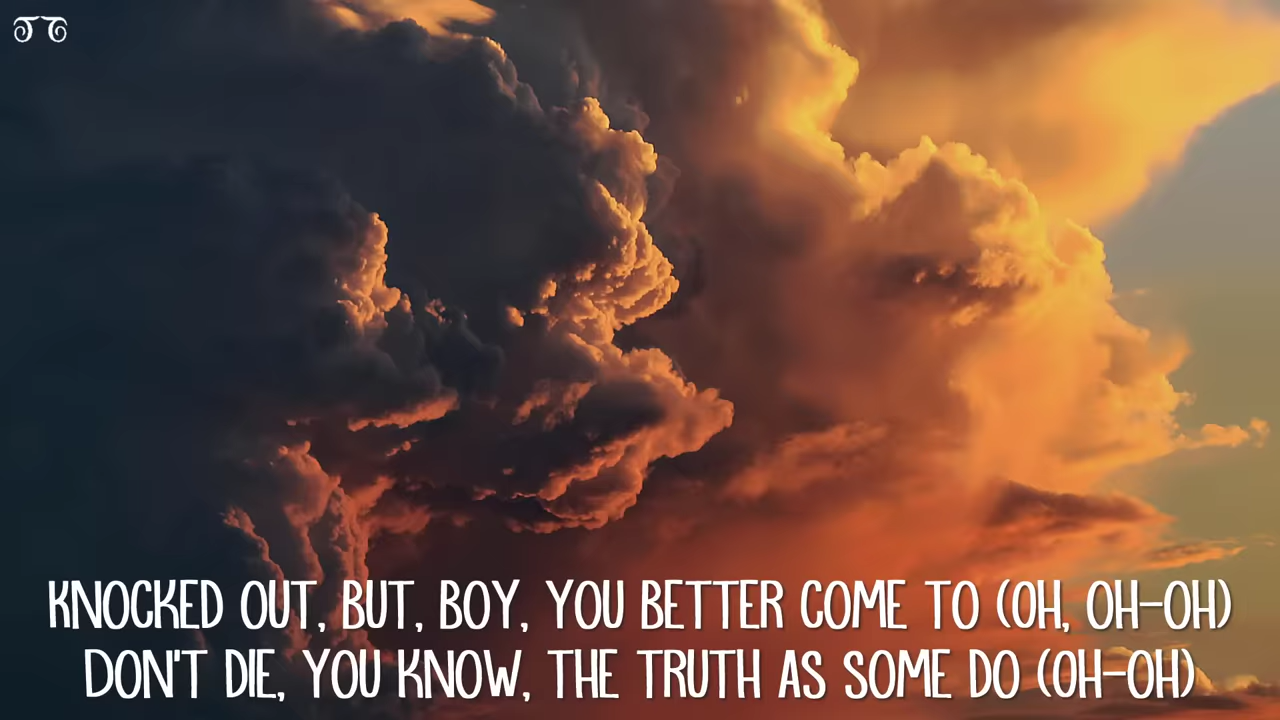 KNOCKED OUT, BUT, BOY, YOU BETTER COME TO (OH, OH-OH)
DON'T DIE, YOU KNOW, THE TRUTH AS SOME DO (OH-OH)